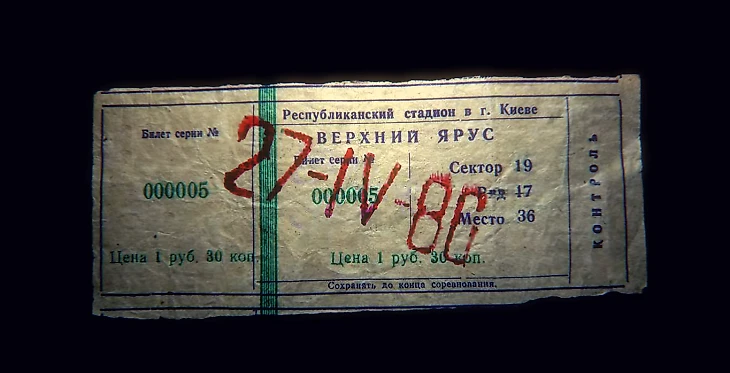 Билет серии №
000005
Цена 1 руб. 30 коп.
Республиканский стадион в г. Киеве
ВЕРХНИЙ ЯРУС
Билет серии №
000005
Сектор 19
Ряд 17
Место 36
Цена 1 руб. 30 коп.
Сохранять до конца соревнования.
27-IV-86
КОНТРОЛЬ